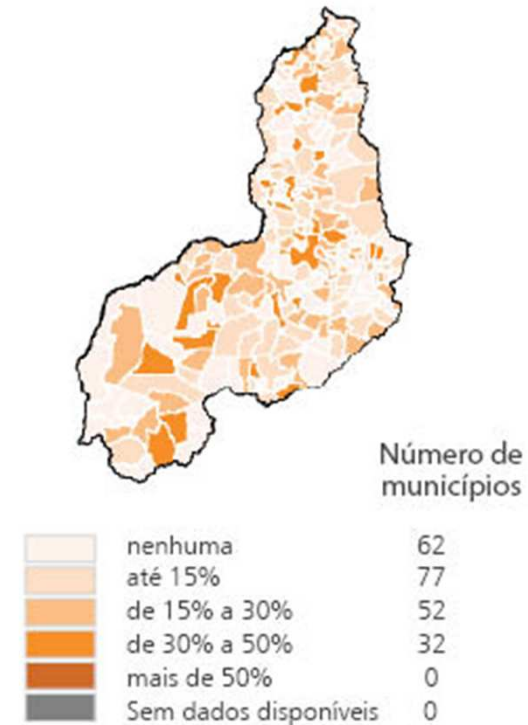 Número de
municípios
nenhuma 62
até 15% 77
de 15% a 30% 52
de 30% a 50% 32
mais de 50% 0
Sem dados disponíveis 0